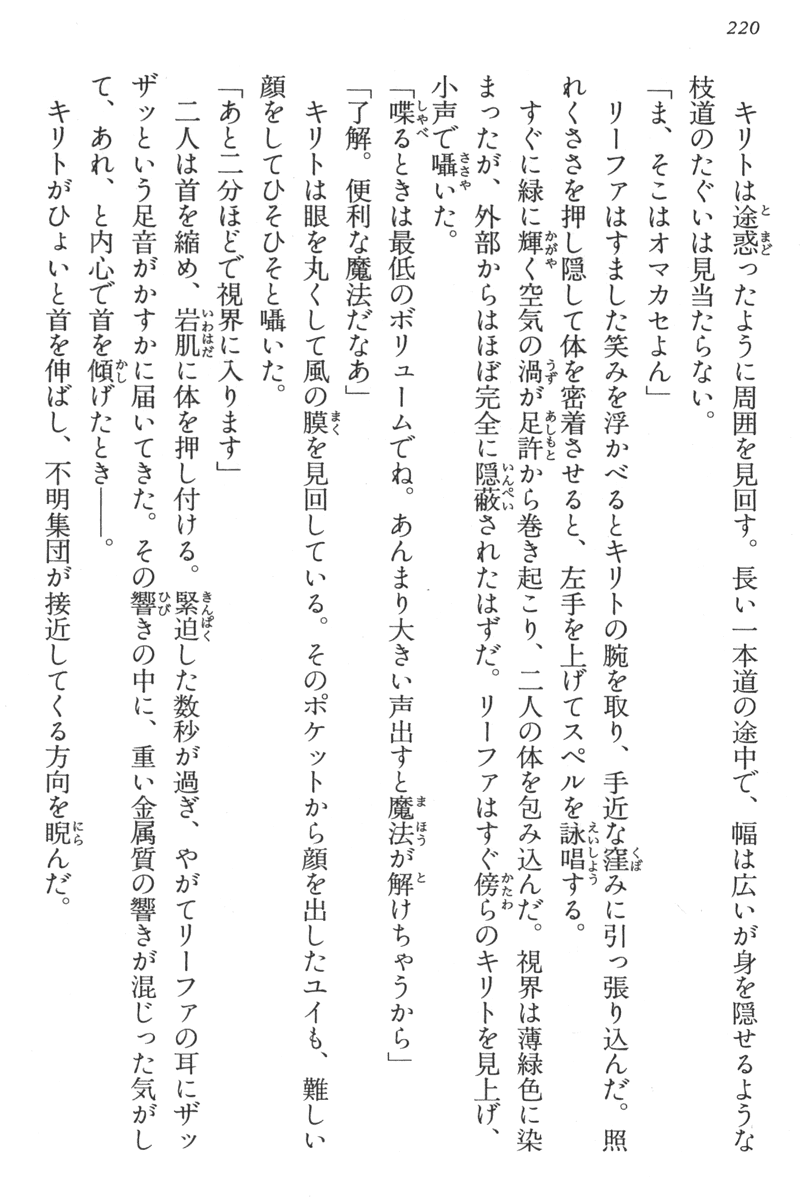 220
キリトは途惑ったように周囲を見回す。長い一本道の途中で、幅は広いが身を隠せるような
枝道のたぐいは見当たらない。
「ま、そこはオマカセよん」
リーファはすました笑みを浮かべるとキリトの腕を取り、手近な窪みに引っ張り込んだ。照
れくささを押し隠して体を密着させると、左手を上げてスペルを詠唱する。
すぐに緑に輝く空気の渦が足許から巻き起こり、二人の体を包み込んだ。視界は薄緑色に染
まったが、外部からはほぼ完全に隠蔽されたはずだ。リーファはすぐ傍らのキリトを見上げ、
小声で囁いた。
「喋るときは最低のボリュームでね。あんまり大きい声出すと魔法が解けちゃうから」
「了解。便利な魔法だなあ」
キリトは眼を丸くして風の膜を見回している。そのポケットから顔を出したユイも、難しい
顔をしてひそひそと囁いた。
「あと二分ほどで視界に入ります」
二人は首を縮め、岩肌に体を押し付ける。緊迫した数秒が過ぎ、やがてリーファの耳にザッ
ザッという足音がかすかに届いてきた。その響きの中に、重い金属質の響きが混じった気がし
て、あれ、と内心で首を傾げたとき――。
キリトがひょいと首を伸ばし、不明集団が接近してくる方向を睨んだ。